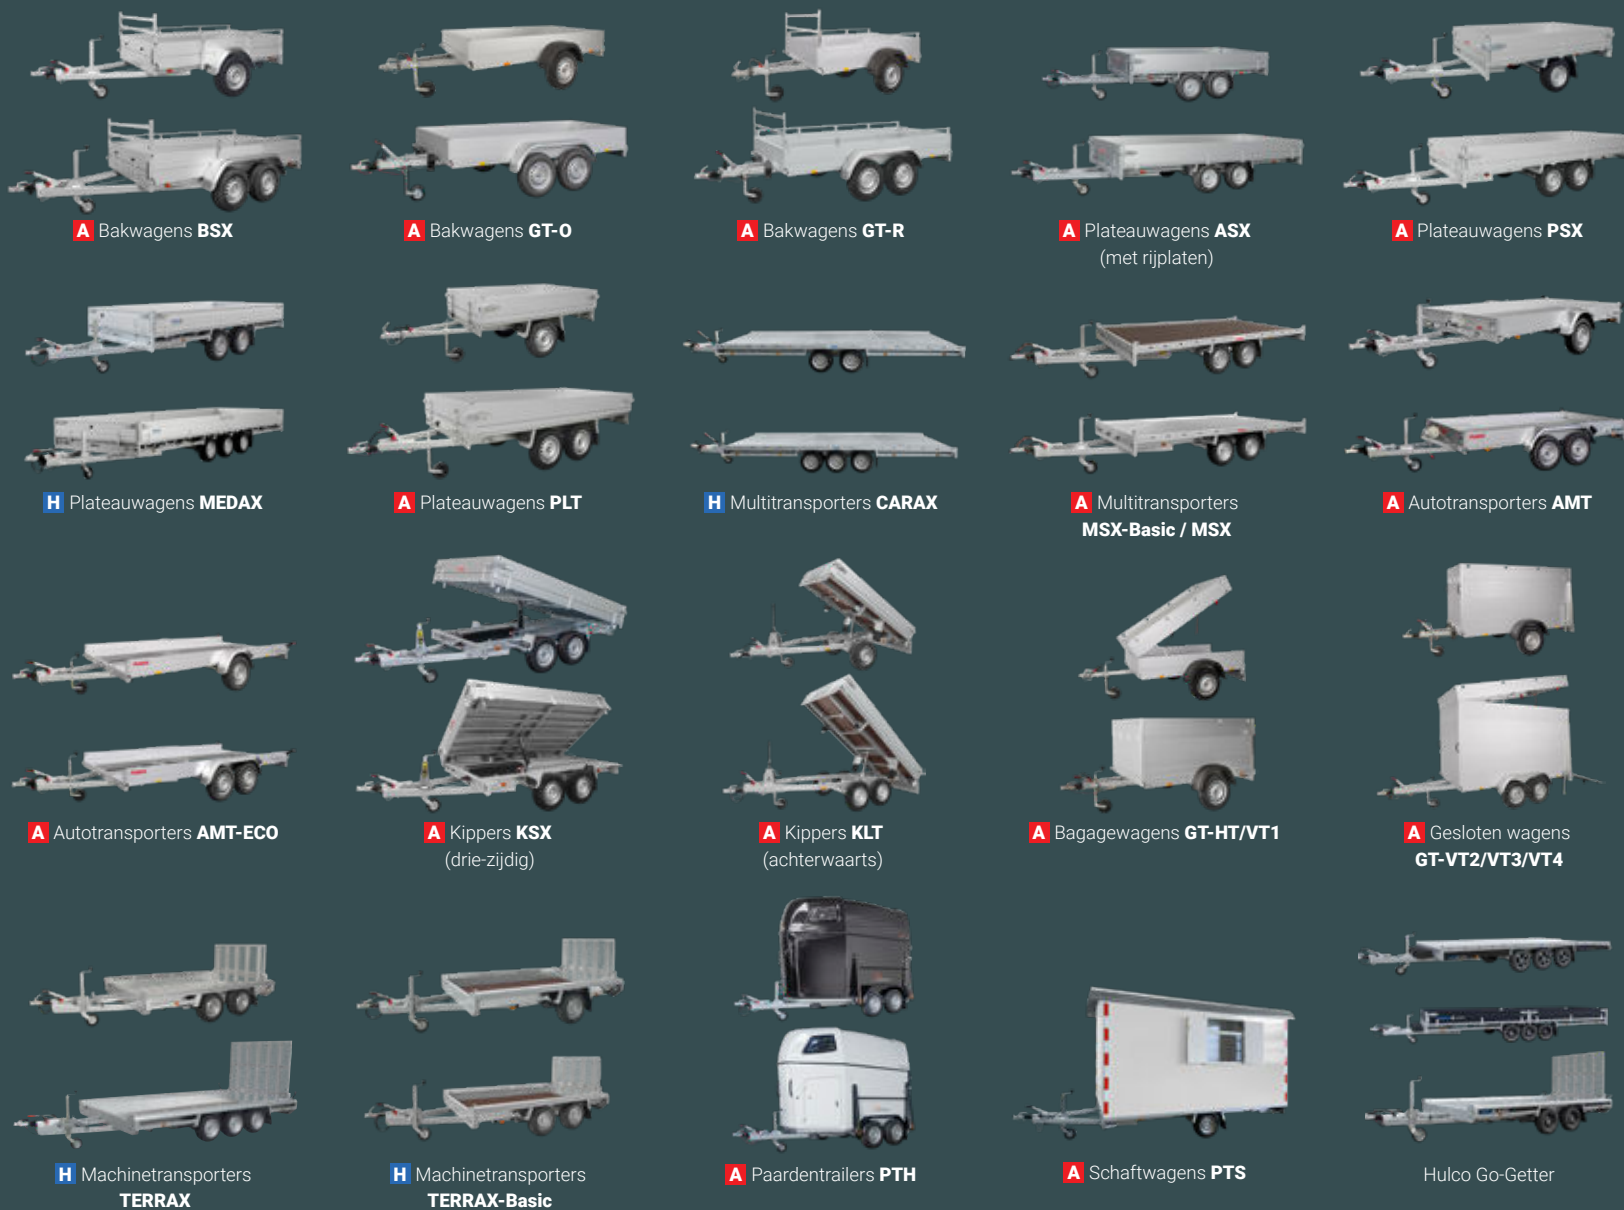 A Bakwagens BSX
A Bakwagens GT-O
A Bakwagens GT-R
A Plateauwagens ASX
(met rijplaten)
A Plateauwagens PSX
H Plateauwagens MEDAX
A Plateauwagens PLT
H Multitransporters CARAX
A Multitransporters
MSX-Basic / MSX
A Autotransporters AMT
A Autotransporters AMT-ECO
A Kippers KSX
(drie-zijdig)
A Kippers KLT
(achterwaarts)
A Bagagewagens GT-HT/VT1
A Gesloten wagens
GT-VT2/VT3/VT4
H Machinetransporters
TERRAX
H Machinetransporters
TERRAX-Basic
A Paardentrailers PTH
A Schaftwagens PTS
Hulco Go-Getter